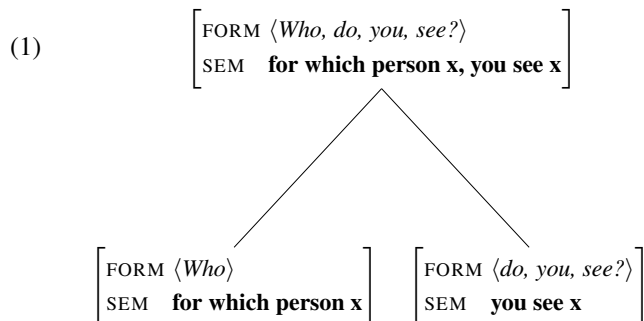 (1)
FORM ⟨Who, do, you, see?⟩
SEM for which person x, you see x
FORM ⟨Who⟩
SEM for which person x
FORM ⟨do, you, see?⟩
SEM you see x